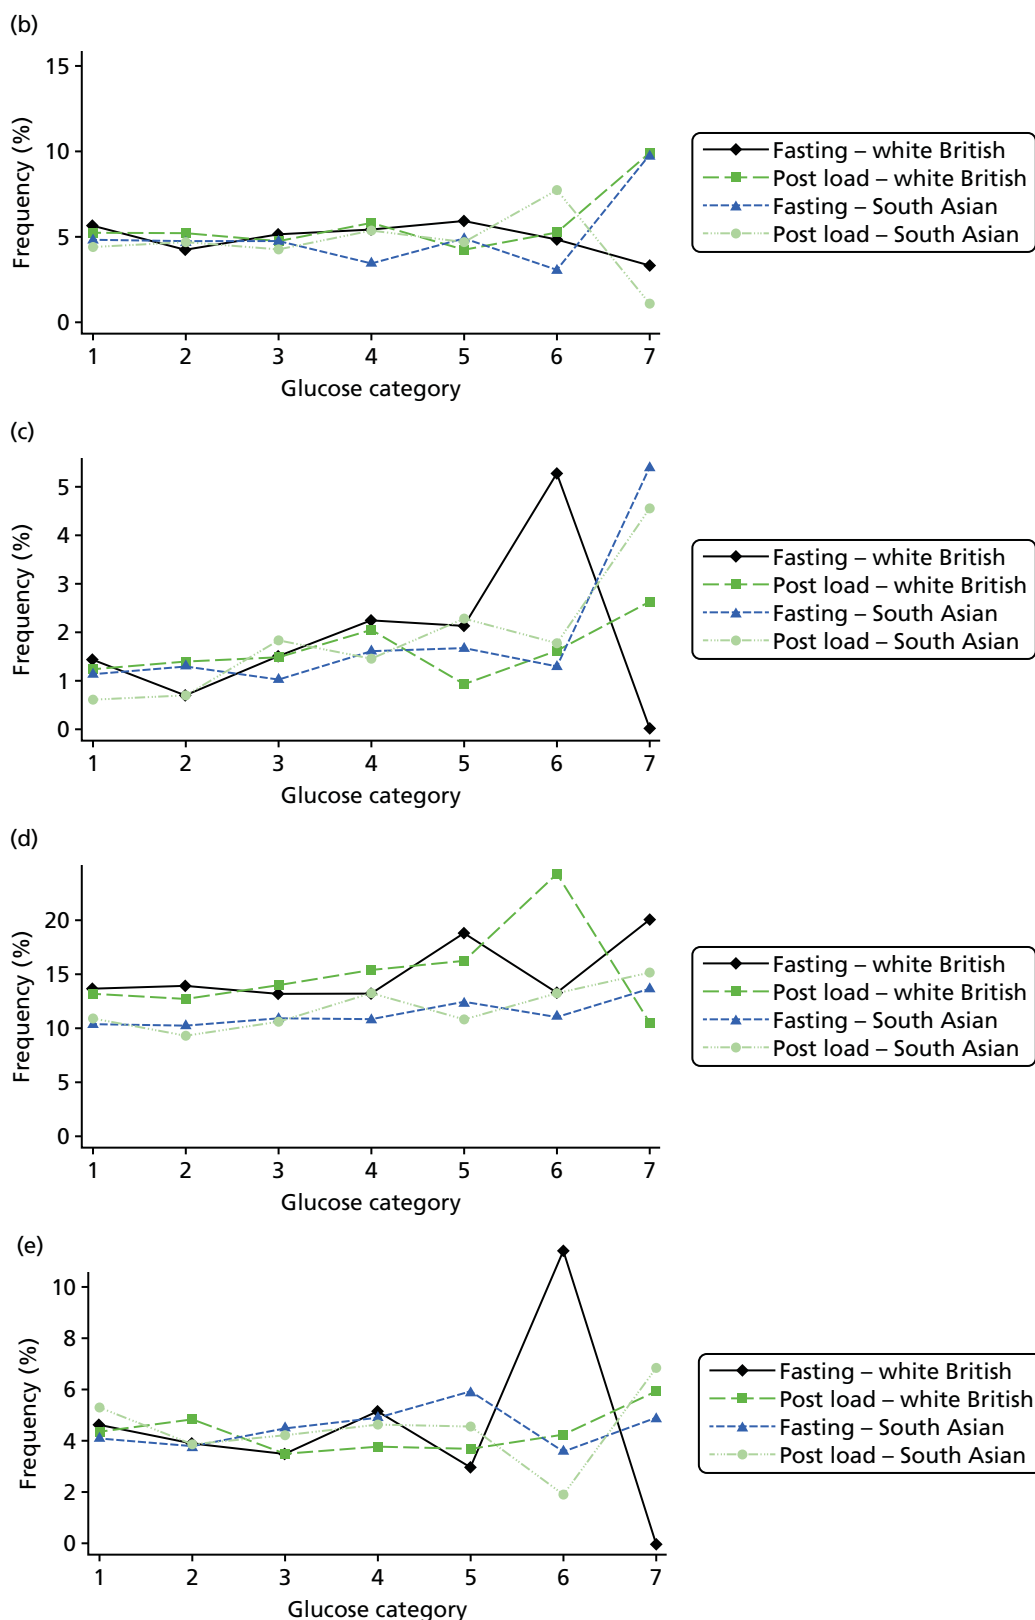 (b)
15
10
5
0
Frequency (%)
1 2 3 4 5 6 7
Glucose category
Fasting – white British
Post load – white British
Fasting – South Asian
Post load – South Asian
(c)
5
4
3
2
1
0
Frequency (%)
1 2 3 4 5 6 7
Glucose category
Fasting – white British
Post load – white British
Fasting – South Asian
Post load – South Asian
(d)
20
15
10
5
0
Frequency (%)
1 2 3 4 5 6 7
Glucose category
Fasting – white British
Post load – white British
Fasting – South Asian
Post load – South Asian
(e)
10
8
6
4
2
0
Frequency (%)
1 2 3 4 5 6 7
Glucose category
Fasting – white British
Post load – white British
Fasting – South Asian
Post load – South Asian